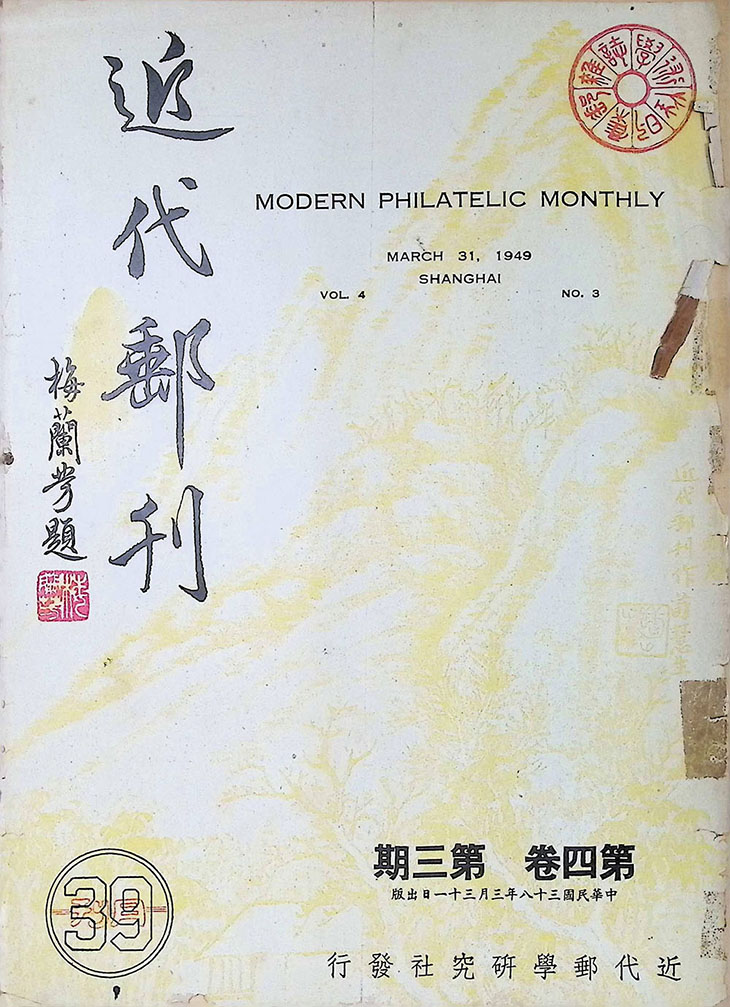 近代郵刊
梅蘭芳題
MODERN PHILATELIC MONTHLY
MARCH 31, 1949
SHANGHAI
VOL. 4 NO. 3
39
第四卷 第三期
中華民國三十八年三月三十一日出版
近代郵學研究社發行